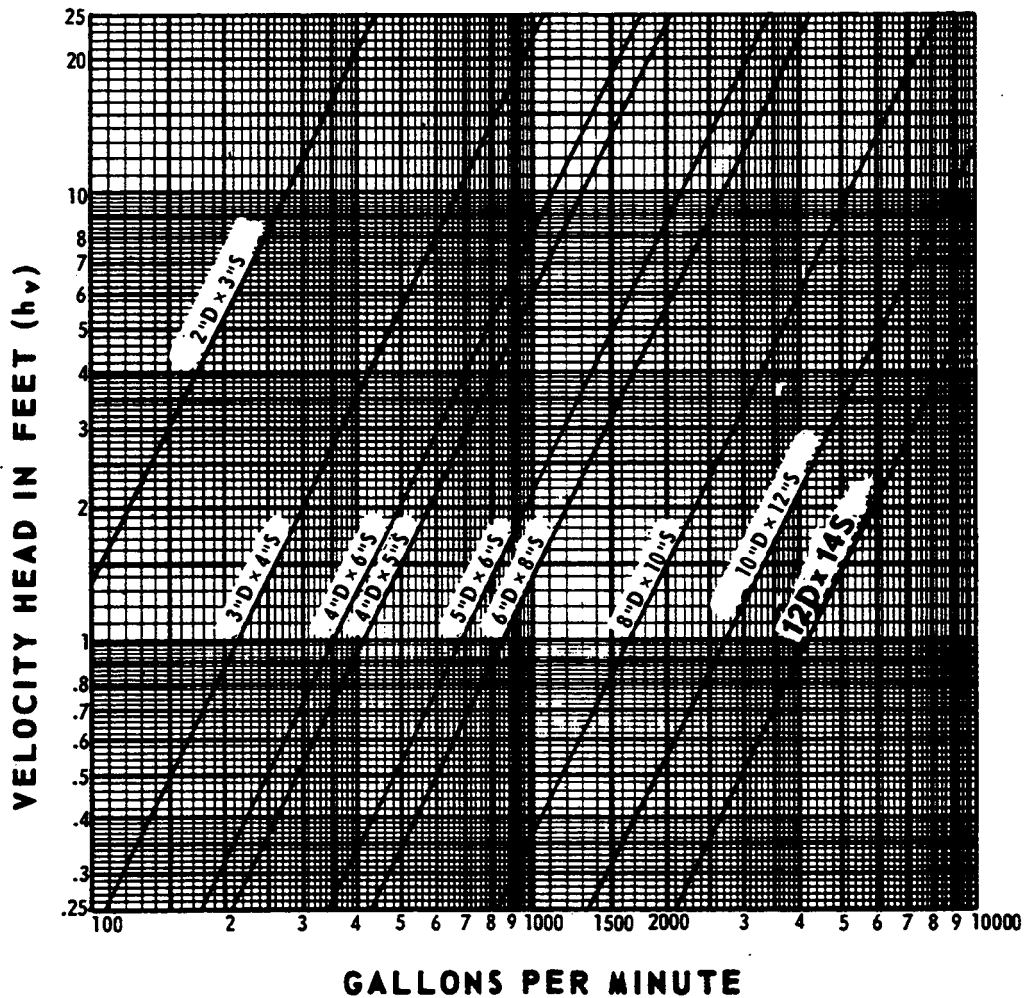 25
20
10
8
7
6
5
4
3
2
1
.8
.7
.6
.5
.4
.3
.25
VELOCITY HEAD IN FEET (hv)
2"D × 3"S
3"D × 4"S
4"D × 6"S
4"D × 5"S
5"D × 6"S
6"D × 8"S
8"D × 10"S
10"D × 12"S
12D× 14S
100 2 3 4 5 6 7 8 9 1000 1500 2000 3 4 5 6 7 8 9 10000
GALLONS PER MINUTE